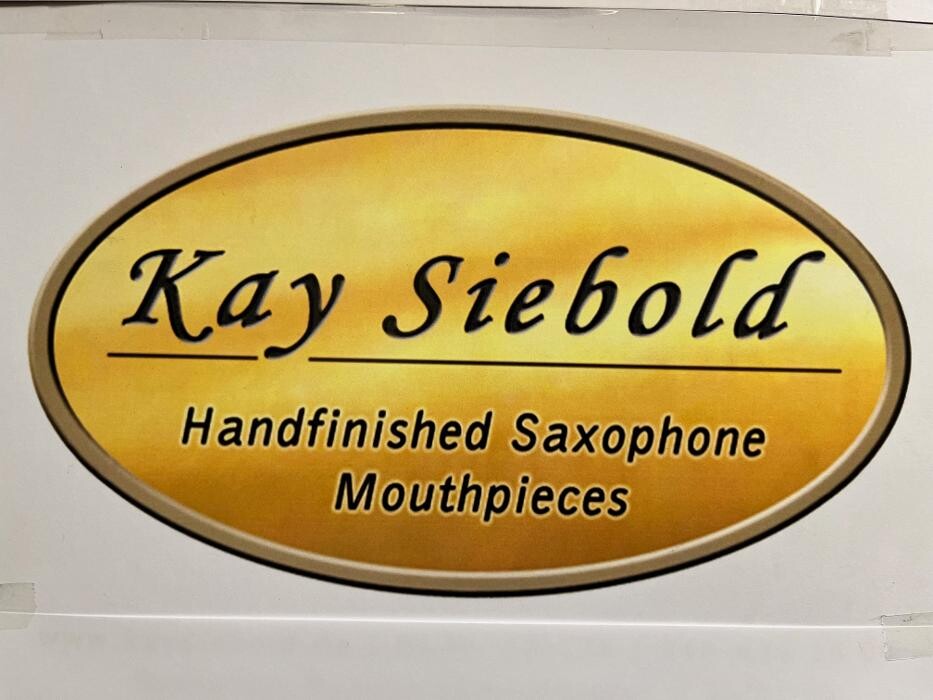 Kay Siebold
Handfinished Saxophone
Mouthpieces